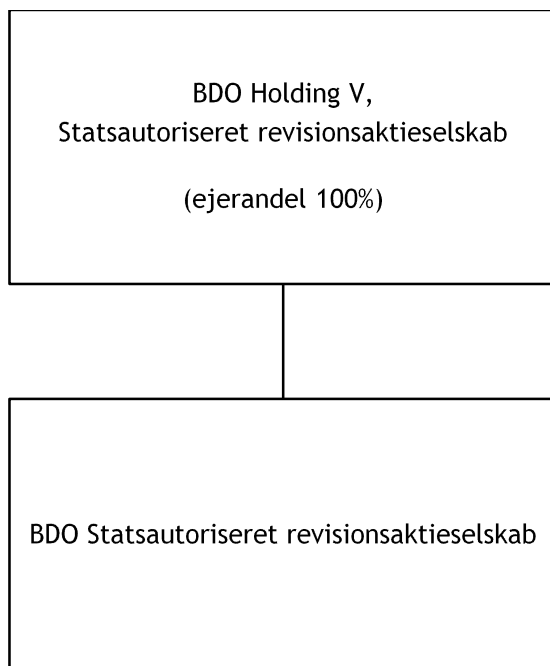 BDO Holding V,
Statsautoriseret revisionsaktieselskab
(ejerandel 100%)
BDO Statsautoriseret revisionsaktieselskab